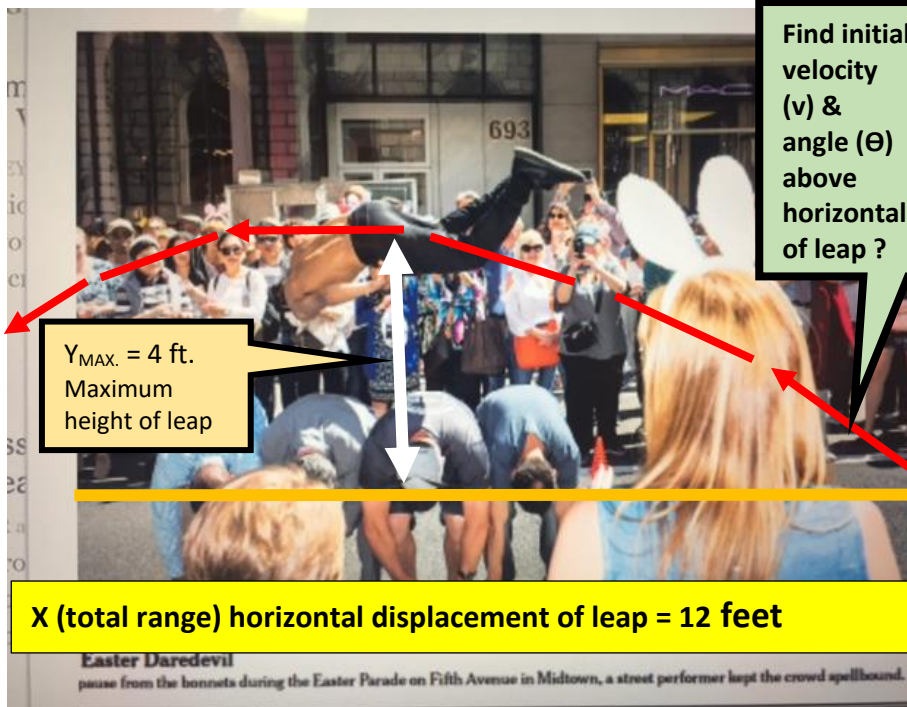 Find initial
velocity
(v) &
angle (Ɵ)
above
horizontal
of leap ?
MAC
693
YMAX. = 4 ft.
Maximum
height of leap
X (total range) horizontal displacement of leap = 12 feet
Easter Daredevil
pause from the bonnets during the Easter Parade on Fifth Avenue in Midtown, a street performer kept the crowd spellbound.